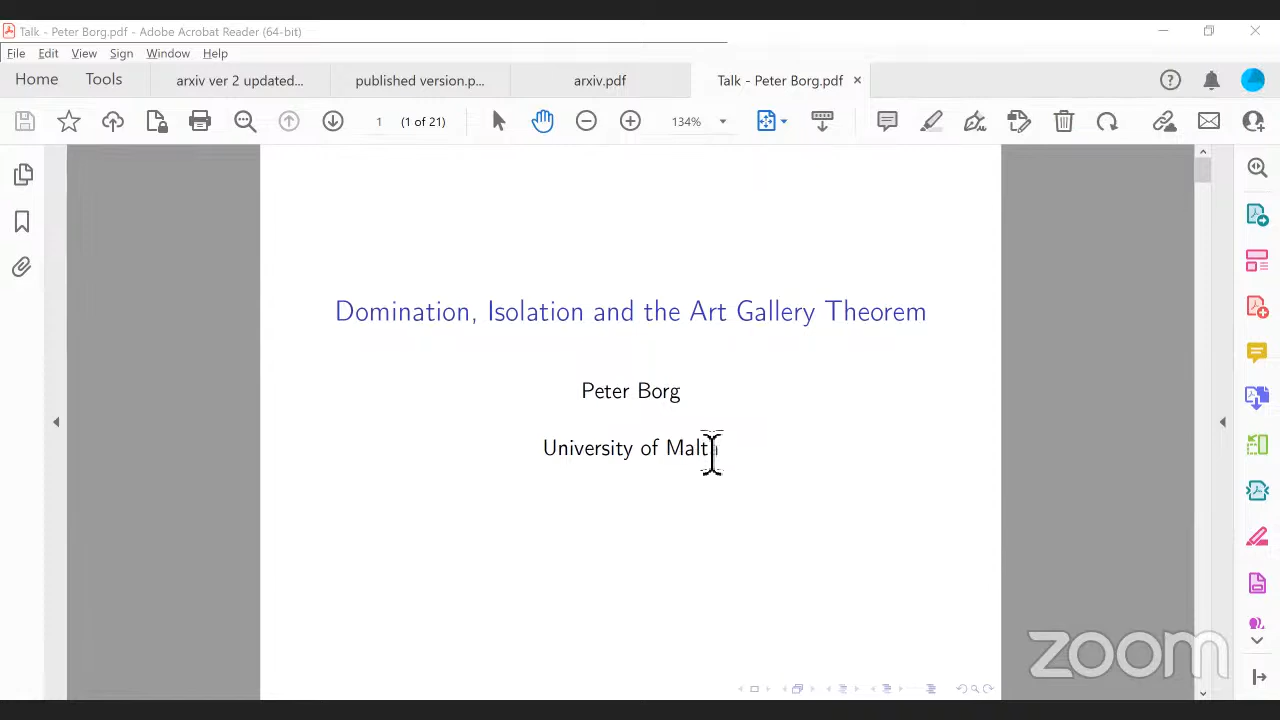 Talk - Peter Borg.pdf - Adobe Acrobat Reader (64-bit)
File Edit View Sign Window Help
Home Tools arxiv ver 2 updated... published version.p... arxiv.pdf Talk - Peter Borg.pdf ×
1 (1 of 21) 134%
Domination, Isolation and the Art Gallery Theorem
Peter Borg
University of Malta
zoom